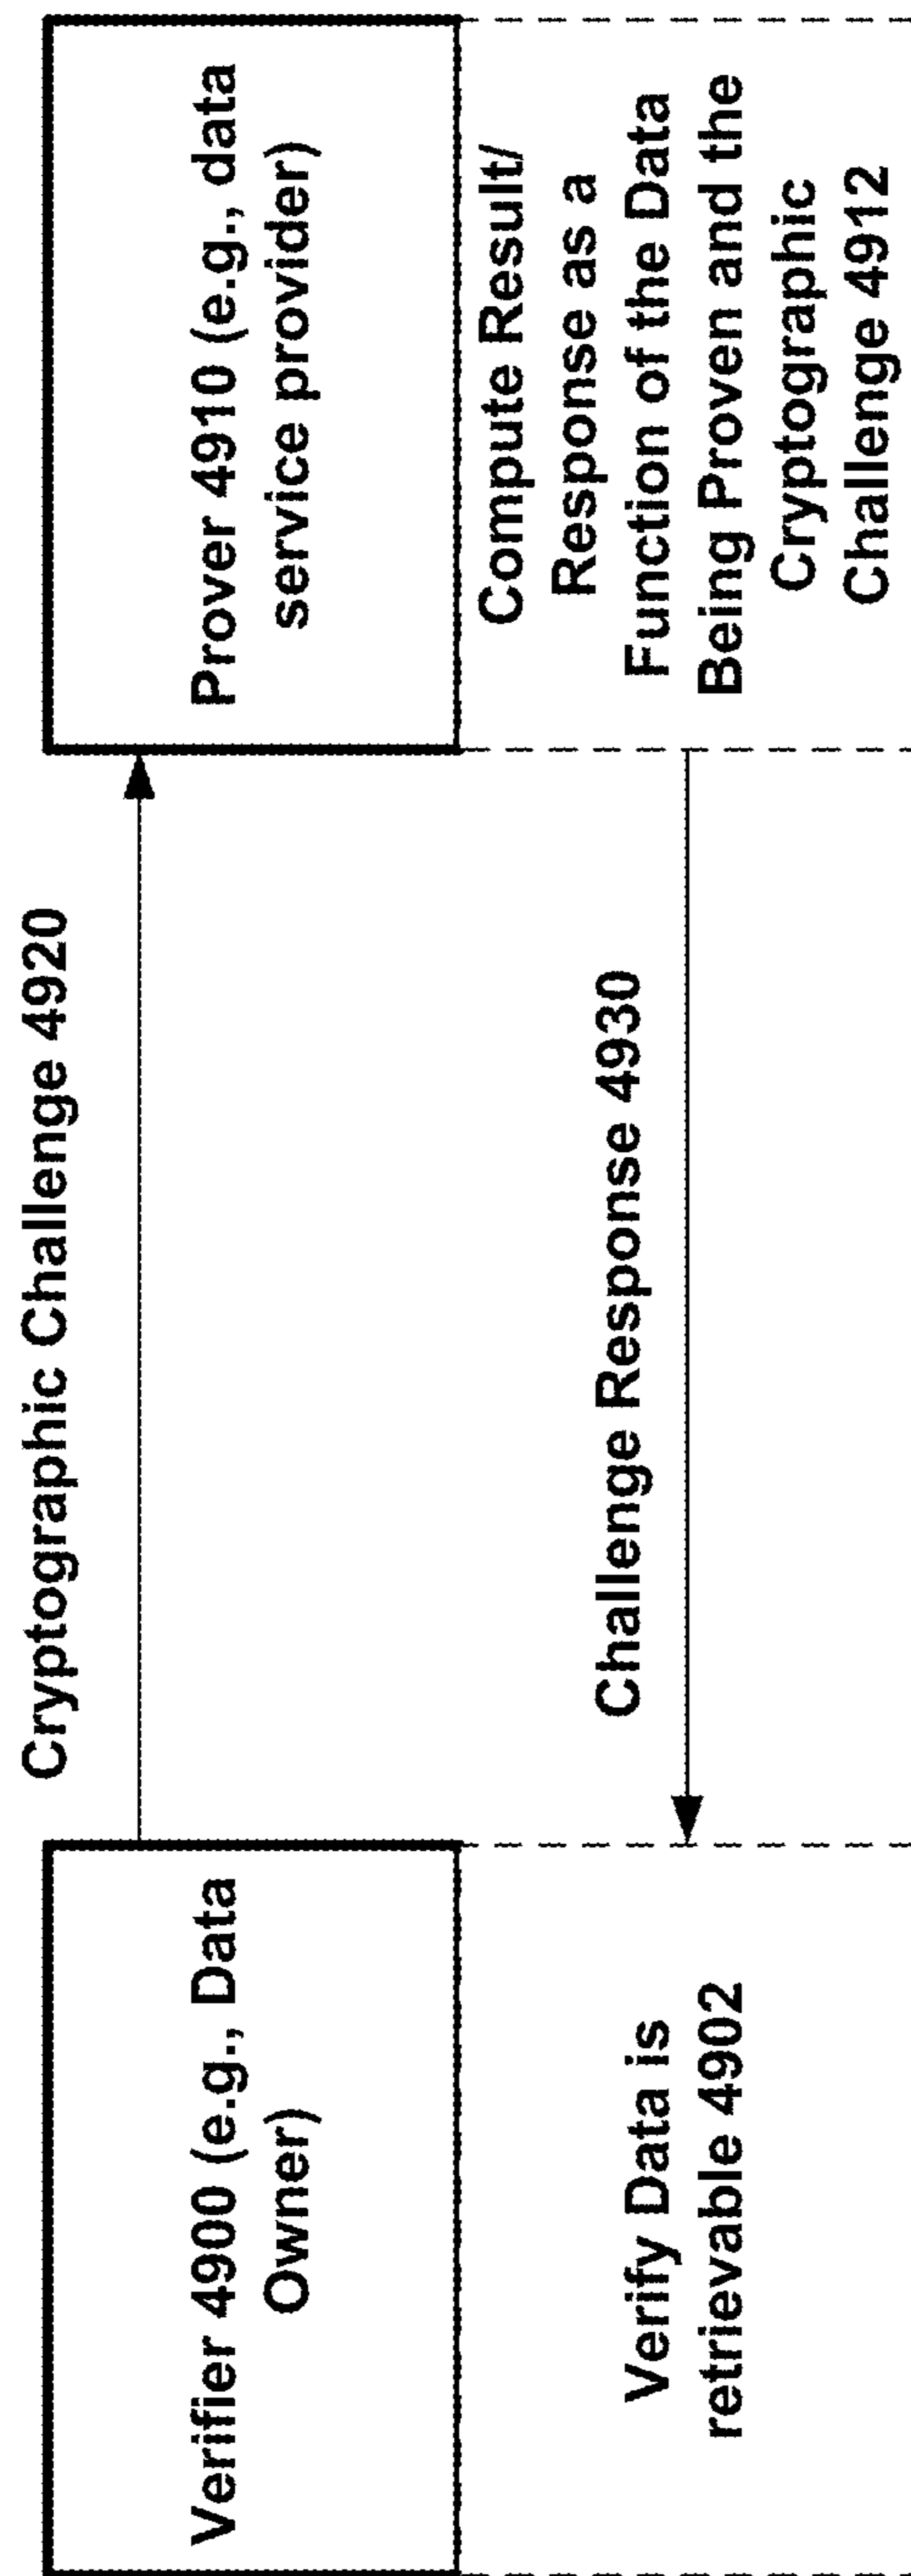 Cryptographic Challenge 4920
Verifier 4900 (e.g., Data
Owner)
Prover 4910 (e.g., data
service provider)
Challenge Response 4930
Verify Data is
retrievable 4902
Compute Result/
Response as a
Function of the Data
Being Proven and the
Cryptographic
Challenge 4912